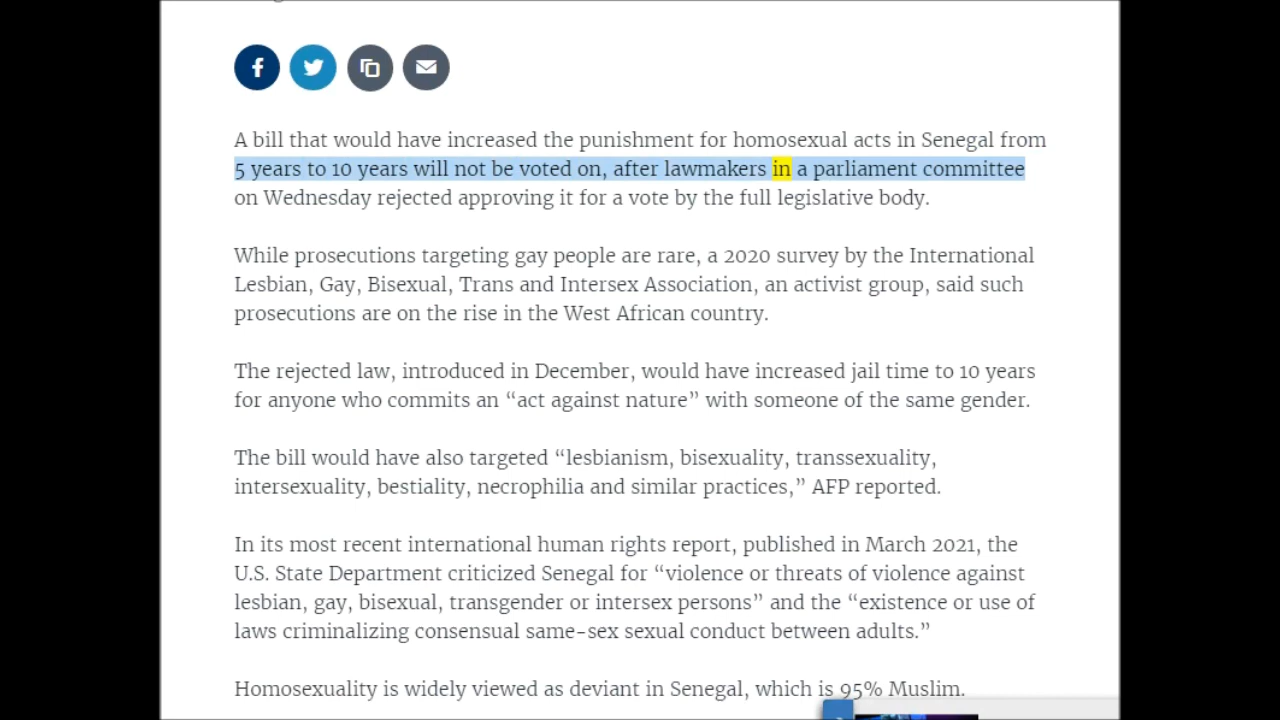 A bill that would have increased the punishment for homosexual acts in Senegal from
5 years to 10 years will not be voted on, after lawmakers in a parliament committee
on Wednesday rejected approving it for a vote by the full legislative body.
While prosecutions targeting gay people are rare, a 2020 survey by the International
Lesbian, Gay, Bisexual, Trans and Intersex Association, an activist group, said such
prosecutions are on the rise in the West African country.
The rejected law, introduced in December, would have increased jail time to 10 years
for anyone who commits an “act against nature” with someone of the same gender.
The bill would have also targeted “lesbianism, bisexuality, transsexuality,
intersexuality, bestiality, necrophilia and similar practices,” AFP reported.
In its most recent international human rights report, published in March 2021, the
U.S. State Department criticized Senegal for “violence or threats of violence against
lesbian, gay, bisexual, transgender or intersex persons” and the “existence or use of
laws criminalizing consensual same-sex sexual conduct between adults.”
Homosexuality is widely viewed as deviant in Senegal, which is 95% Muslim.